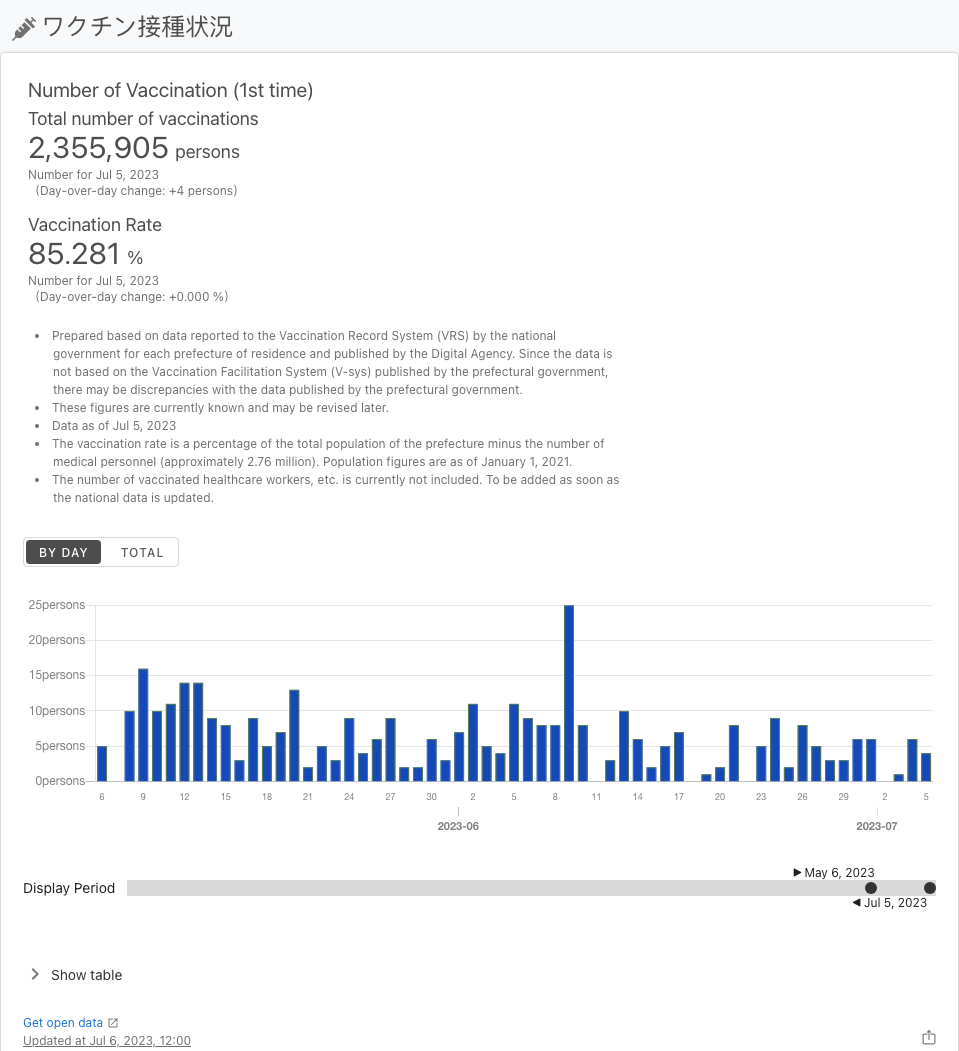 ワクチン接種状況
Number of Vaccination (1st time)
Total number of vaccinations
2,355,905 persons
Number for Jul 5, 2023
(Day-over-day change: +4 persons)
Vaccination Rate
85.281 %
Number for Jul 5, 2023
(Day-over-day change: +0.000 %)
• Prepared based on data reported to the Vaccination Record System (VRS) by the national
government for each prefecture of residence and published by the Digital Agency. Since the data is
not based on the Vaccination Facilitation System (V-sys) published by the prefectural government,
there may be discrepancies with the data published by the prefectural government.
• These figures are currently known and may be revised later.
• Data as of Jul 5, 2023
• The vaccination rate is a percentage of the total population of the prefecture minus the number of
medical personnel (approximately 2.76 million). Population figures are as of January 1, 2021.
• The number of vaccinated healthcare workers, etc. is currently not included. To be added as soon as
the national data is updated.
BY DAY TOTAL
25persons
20persons
15persons
10persons
5persons
0persons
6 9 12 15 18 21 24 27 30 2 5 8 11 14 17 20 23 26 29 2 5
2023-06 2023-07
May 6, 2023
Display Period
Jul 5, 2023
Show table
Get open data
Updated at Jul 6, 2023, 12:00